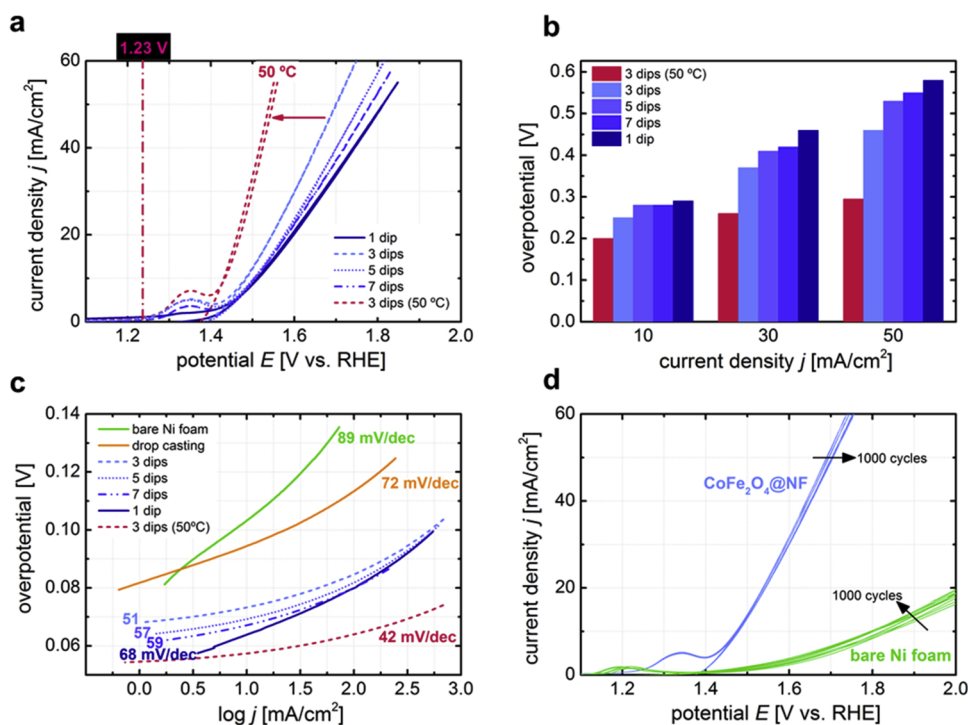 a
1.23 V
60
40
20
0
current density j [mA/cm²]
50 ºC
1 dip
3 dips
5 dips
7 dips
3 dips (50 ºC)
1.2 1.4 1.6 1.8 2.0
potential E [V vs. RHE]
b
0.6
0.5
0.3
0.2
0.0
overpotential [V]
3 dips (50 ºC)
3 dips
5 dips
7 dips
1 dip
10 30 50
current density j [mA/cm²]
c
0.14
0.12
0.10
0.08
0.06
overpotential [V]
bare Ni foam
drop casting
3 dips
5 dips
7 dips
1 dip
3 dips (50ºC)
89 mV/dec
72 mV/dec
51
57
59
68 mV/dec
42 mV/dec
0.0 0.5 1.0 1.5 2.0 2.5 3.0
log j [mA/cm²]
d
60
40
20
0
current density j [mA/cm²]
1000 cycles
CoFe₂O₄@NF
1000 cycles
bare Ni foam
1.2 1.4 1.6 1.8 2.0
potential E [V vs. RHE]